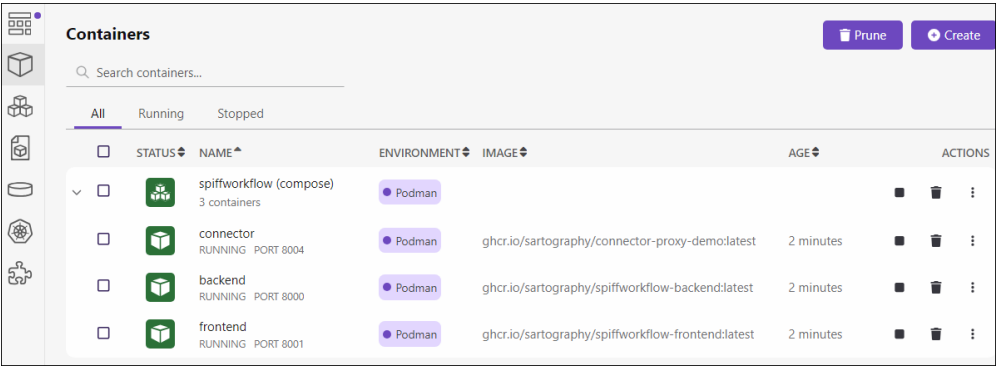 Containers
Prune
Create
Search containers...
All Running Stopped
STATUS NAME ENVIRONMENT IMAGE AGE ACTIONS
spiffworkflow (compose)
3 containers
Podman
connector
RUNNING PORT 8004
Podman
ghcr.io/sartography/connector-proxy-demo:latest
2 minutes
backend
RUNNING PORT 8000
Podman
ghcr.io/sartography/spiffworkflow-backend:latest
2 minutes
frontend
RUNNING PORT 8001
Podman
ghcr.io/sartography/spiffworkflow-frontend:latest
2 minutes